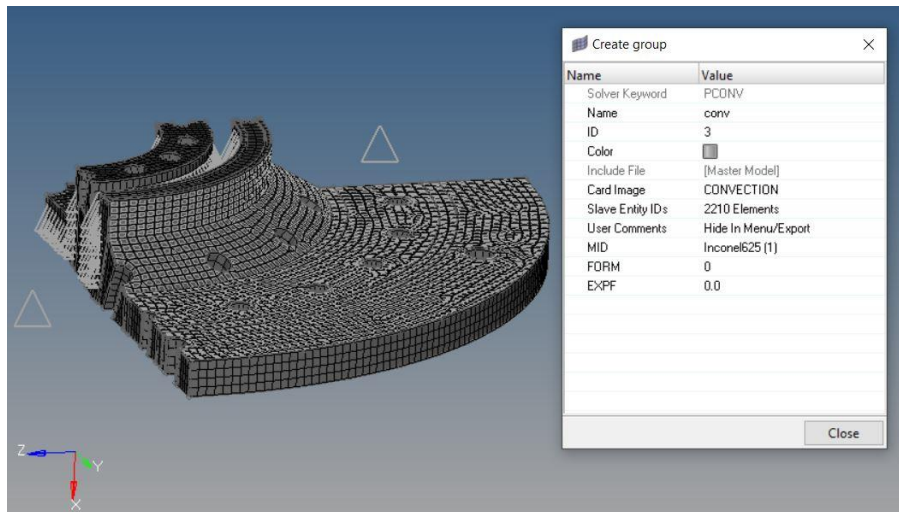 Create group
Name Value
Solver Keyword PCONV
Name conv
ID 3
Color
Include File [Master Model]
Card Image CONVECTION
Slave Entity IDs 2210 Elements
User Comments Hide In Menu/Export
MID Inconel625 (1)
FORM 0
EXPF 0.0
Close
Z
Y
X